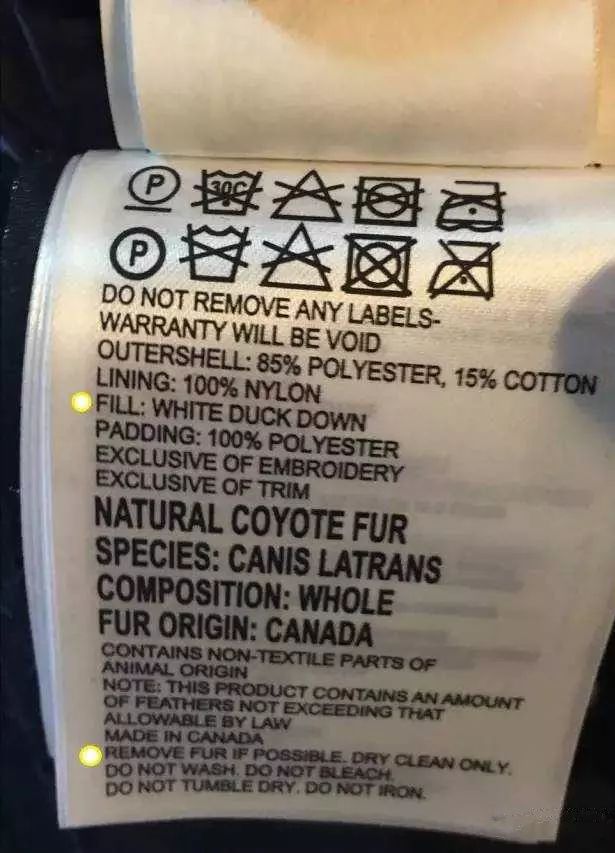 P 30C
P
DO NOT REMOVE ANY LABELS-
WARRANTY WILL BE VOID
OUTERSHELL: 85% POLYESTER, 15% COTTON
LINING: 100% NYLON
FILL: WHITE DUCK DOWN
PADDING: 100% POLYESTER
EXCLUSIVE OF EMBROIDERY
EXCLUSIVE OF TRIM
NATURAL COYOTE FUR
SPECIES: CANIS LATRANS
COMPOSITION: WHOLE
FUR ORIGIN: CANADA
CONTAINS NON-TEXTILE PARTS OF
ANIMAL ORIGIN
NOTE: THIS PRODUCT CONTAINS AN AMOUNT
OF FEATHERS NOT EXCEEDING THAT
ALLOWABLE BY LAW
MADE IN CANADA
REMOVE FUR IF POSSIBLE. DRY CLEAN ONLY.
DO NOT WASH. DO NOT BLEACH.
DO NOT TUMBLE DRY. DO NOT IRON.